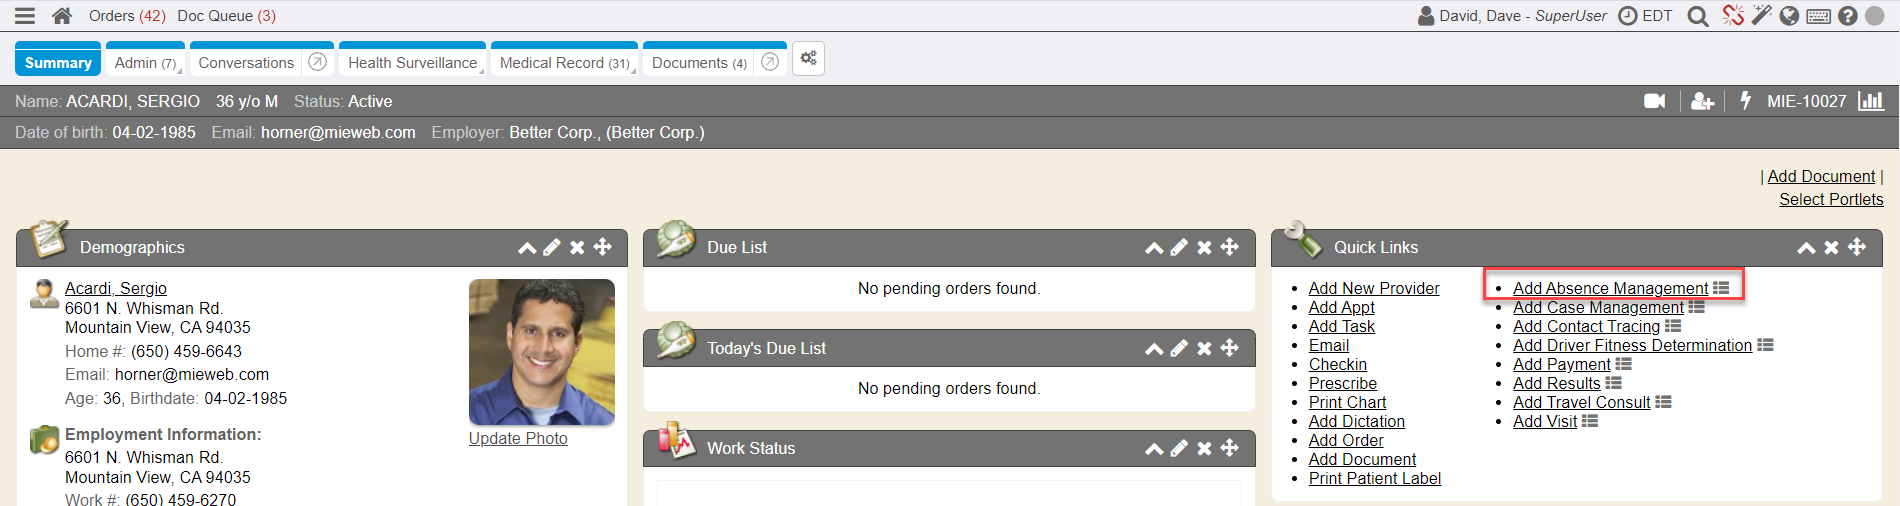 Orders (42) Doc Queue (3) David, Dave - SuperUser EDT
Summary Admin (7) Conversations Health Surveillance Medical Record (31) Documents (4)
Name: ACARDI, SERGIO 36 y/o M Status: Active MIE-10027
Date of birth: 04-02-1985 Email: horner@mieweb.com Employer: Better Corp., (Better Corp.)
| Add Document |
Select Portlets
Demographics
Acardi, Sergio
6601 N. Whisman Rd.
Mountain View, CA 94035
Home #: (650) 459-6643
Email: horner@mieweb.com
Age: 36, Birthdate: 04-02-1985
Update Photo
Employment Information:
6601 N. Whisman Rd.
Mountain View, CA 94035
Work #: (650) 459-6270
Due List
No pending orders found.
Today's Due List
No pending orders found.
Work Status
Quick Links
Add New Provider
Add Appt
Add Task
Email
Checkin
Prescribe
Print Chart
Add Dictation
Add Order
Add Document
Print Patient Label
Add Absence Management
Add Case Management
Add Contact Tracing
Add Driver Fitness Determination
Add Payment
Add Results
Add Travel Consult
Add Visit